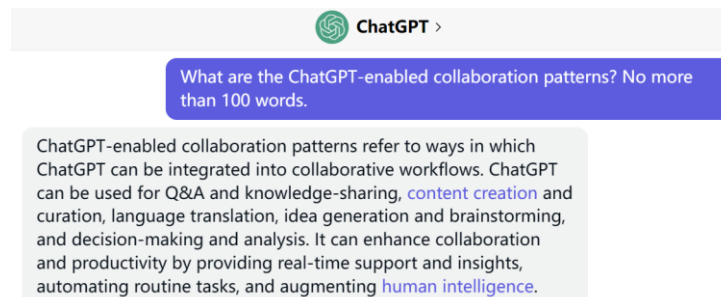 ChatGPT >
What are the ChatGPT-enabled collaboration patterns? No more
than 100 words.
ChatGPT-enabled collaboration patterns refer to ways in which
ChatGPT can be integrated into collaborative workflows. ChatGPT
can be used for Q&A and knowledge-sharing, content creation and
curation, language translation, idea generation and brainstorming,
and decision-making and analysis. It can enhance collaboration
and productivity by providing real-time support and insights,
automating routine tasks, and augmenting human intelligence.